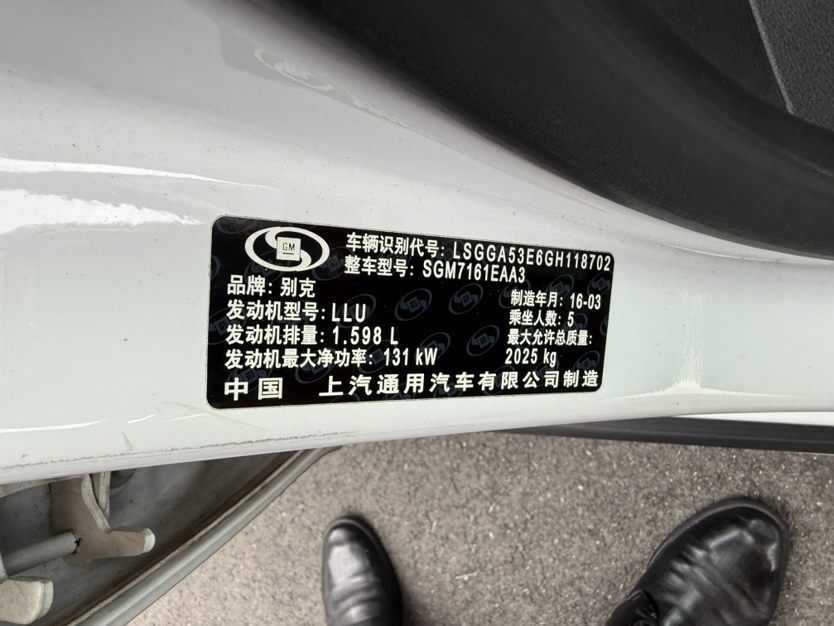 GM
车辆识别代号: LSGGA53E6GH118702
整车型号: SGM7161EAA3
品牌: 别克
制造年月: 16-03
发动机型号: LLU
乘坐人数: 5
发动机排量: 1.598 L
最大允许总质量:
发动机最大净功率: 131 kW
2025 kg
中国 上汽通用汽车有限公司制造